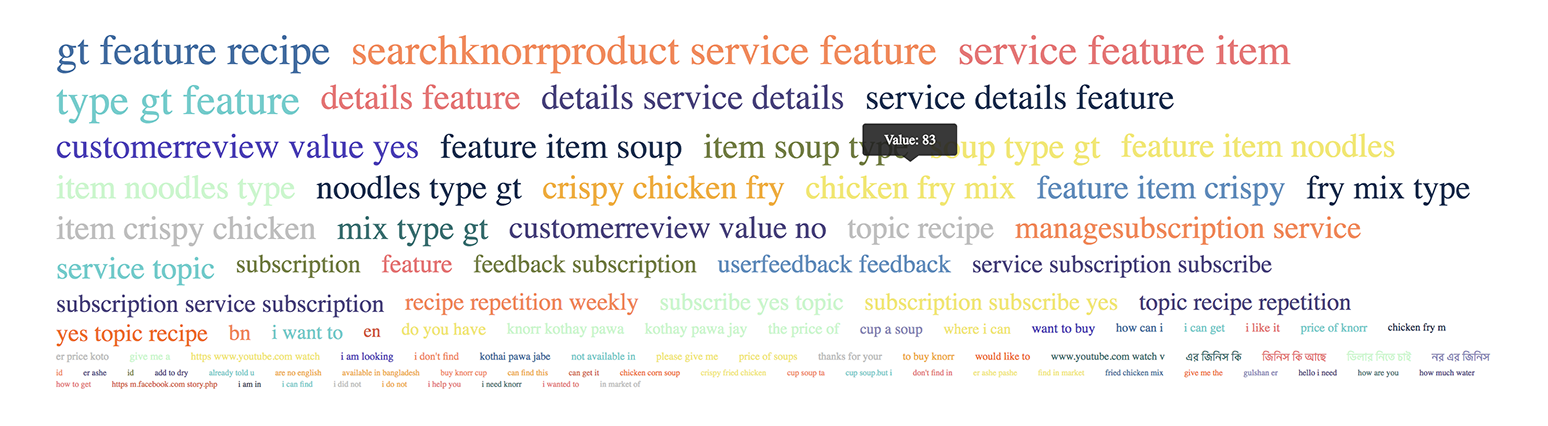 gt feature recipe searchknorrproduct service feature service feature item
type gt feature details feature details service details service details feature
Value: 83
customerreview value yes feature item soup item soup type soup type gt feature item noodles
item noodles type noodles type gt crispy chicken fry chicken fry mix feature item crispy fry mix type
item crispy chicken mix type gt customerreview value no topic recipe managesubscription service
service topic subscription feature feedback subscription userfeedback feedback service subscription subscribe
subscription service subscription recipe repetition weekly subscribe yes topic subscription subscribe yes topic recipe repetition
yes topic recipe bn i want to en do you have knorr kothay pawa kothay pawa jay the price of cup a soup where i can want to buy how can i i can get i like it price of knorr chicken fry m
er price koto give me a https www.youtube.com watch i am looking i don't find kothai pawa jabe not available in please give me price of soups thanks for your to buy knorr would like to www.youtube.com watch v এর জিনিস কি জিনিস কি আছে ডিলার নিতে চাই নর এর জিনিস
id er ashe id add to dry already told u are no english available in bangladesh buy knorr cup can find this can get it chicken corn soup crispy fried chicken cup soup ta cup soup.but i don't find in er ashe pashe find in market fried chicken mix give me the gulshan er hello i need how are you how much water
how to get https m.facebook.com story.php i am in i can find i did not i do not i help you i need knorr i wanted to in market of